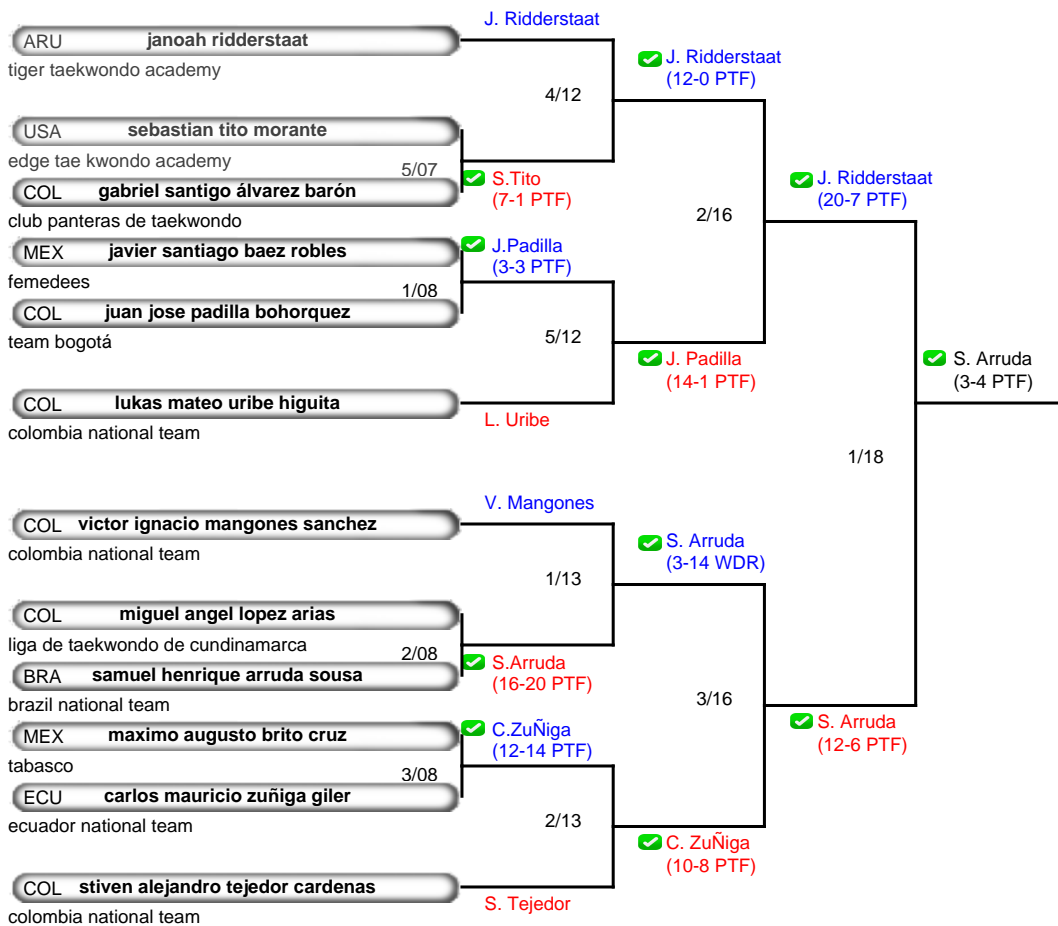 J. Ridderstaat
ARU janoah ridderstaat
tiger taekwondo academy
J. Ridderstaat
(12-0 PTF)
4/12
USA sebastian tito morante
edge tae kwondo academy
5/07
S.Tito
(7-1 PTF)
COL gabriel santigo álvarez barón
club panteras de taekwondo
J. Ridderstaat
(20-7 PTF)
2/16
MEX javier santiago baez robles
femedees
J.Padilla
(3-3 PTF)
1/08
COL juan jose padilla bohorquez
team bogotá
5/12
J. Padilla
(14-1 PTF)
S. Arruda
(3-4 PTF)
COL lukas mateo uribe higuita
colombia national team
L. Uribe
1/18
V. Mangones
COL victor ignacio mangones sanchez
colombia national team
S. Arruda
(3-14 WDR)
1/13
COL miguel angel lopez arias
liga de taekwondo de cundinamarca
2/08
S.Arruda
(16-20 PTF)
BRA samuel henrique arruda sousa
brazil national team
3/16
S. Arruda
(12-6 PTF)
MEX maximo augusto brito cruz
tabasco
C.ZuÑiga
(12-14 PTF)
3/08
ECU carlos mauricio zuñiga giler
ecuador national team
2/13
C. ZuÑiga
(10-8 PTF)
COL stiven alejandro tejedor cardenas
colombia national team
S. Tejedor